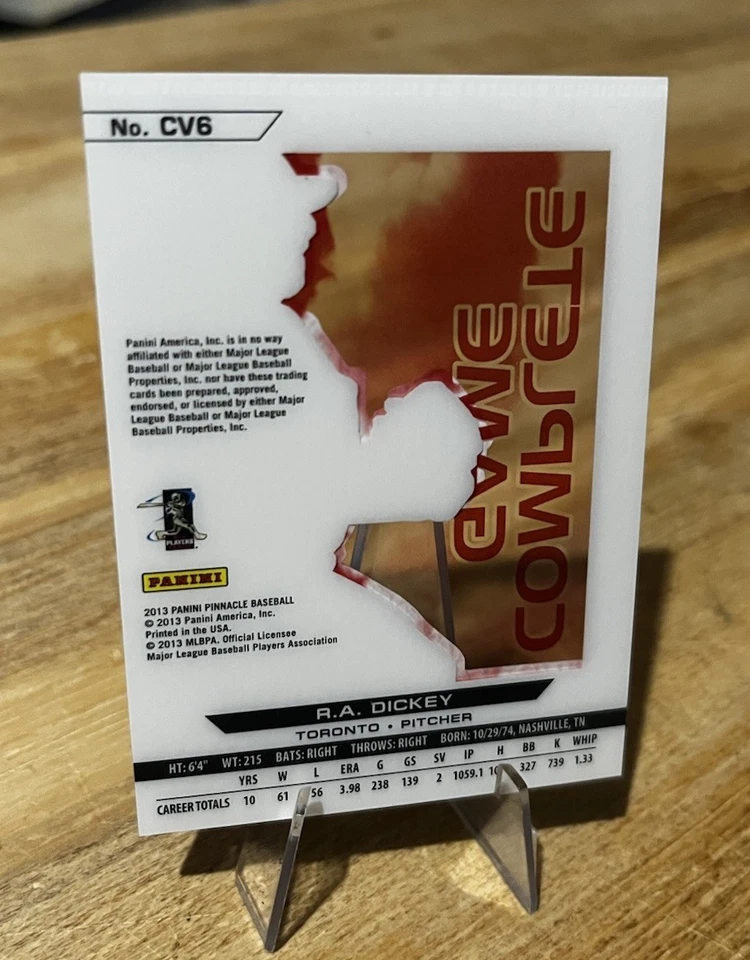 No. CV6
COMPLETE
GAME
Panini America, Inc. is in no way
affiliated with either Major League
Baseball or Major League Baseball
Properties, Inc. nor have these trading
cards been prepared, approved,
endorsed, or licensed by either Major
League Baseball or Major League
Baseball Properties, Inc.
PLAYERS
PANINI
2013 PANINI PINNACLE BASEBALL
© 2013 Panini America, Inc.
Printed in the USA.
© 2013 MLBPA. Official Licensee
Major League Baseball Players Association
R.A. DICKEY
TORONTO • PITCHER
HT: 6'4" WT: 215 BATS: RIGHT THROWS: RIGHT BORN: 10/29/74, NASHVILLE, TN
YRS W L ERA G GS SV IP H BB K WHIP
CAREER TOTALS 10 61 56 3.98 238 139 2 1059.1 327 739 1.33